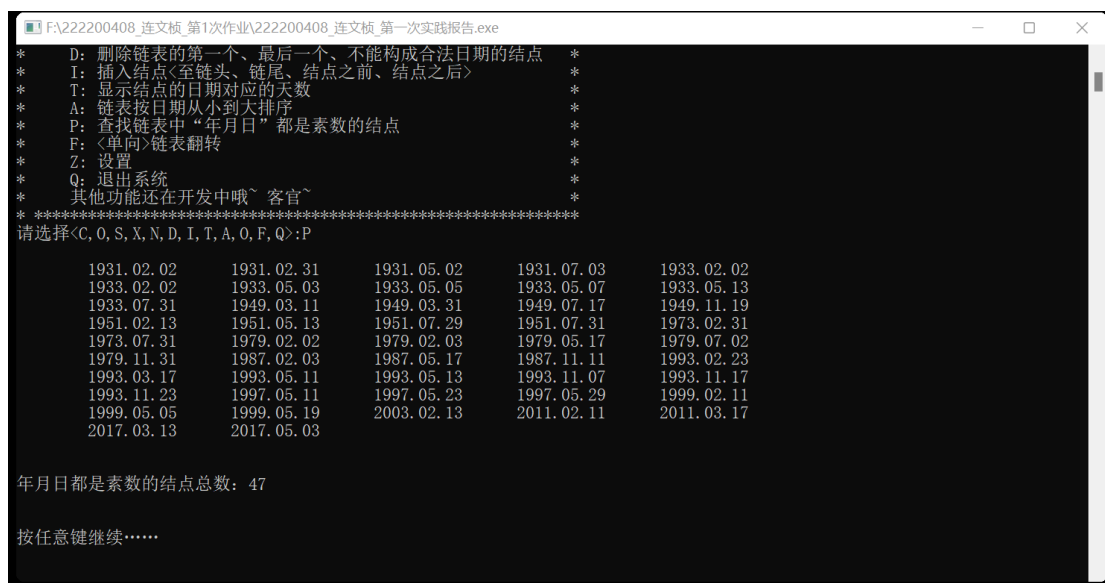 F:\222200408_连文桢_第1次作业\222200408_连文桢_第一次实践报告.exe
* D: 删除链表的第一个、最后一个、不能构成合法日期的结点 *
* I: 插入结点<至链头、链尾、结点之前、结点之后> *
* T: 显示结点的日期对应的天数 *
* A: 链表按日期从小到大排序 *
* P: 查找链表中“年月日”都是素数的结点 *
* F: <单向>链表翻转 *
* Z: 设置 *
* Q: 退出系统 *
* 其他功能还在开发中哦~ 客官~ *
* *************************************************************
请选择<C,O,S,X,N,D,I,T,A,O,F,Q>:P
1931.02.02 1931.02.31 1931.05.02 1931.07.03 1933.02.02
1933.02.02 1933.05.03 1933.05.05 1933.05.07 1933.05.13
1933.07.31 1949.03.11 1949.03.31 1949.07.17 1949.11.19
1951.02.13 1951.05.13 1951.07.29 1951.07.31 1973.02.31
1973.07.31 1979.02.02 1979.02.03 1979.05.17 1979.07.02
1979.11.31 1987.02.03 1987.05.17 1987.11.11 1993.02.23
1993.03.17 1993.05.11 1993.05.13 1993.11.07 1993.11.17
1993.11.23 1997.05.11 1997.05.23 1997.05.29 1999.02.11
1999.05.05 1999.05.19 2003.02.13 2011.02.11 2011.03.17
2017.03.13 2017.05.03
年月日都是素数的结点总数: 47
按任意键继续……